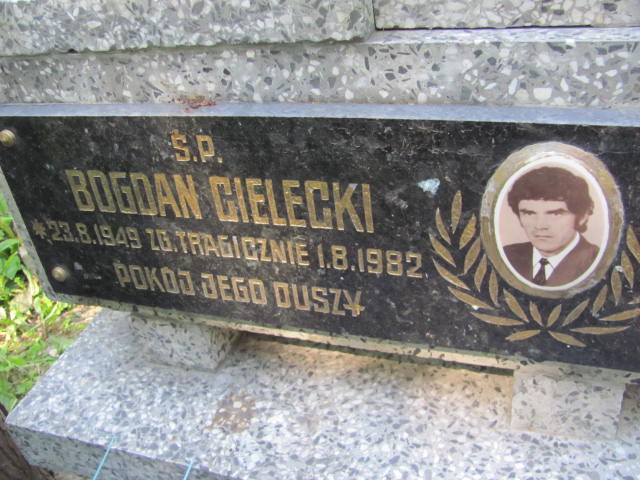 Ś.P.
BOGDAN CIELECKI
*23.8.1949 ZG. TRAGICZNIE 1.8.1982
POKÓJ JEGO DUSZY